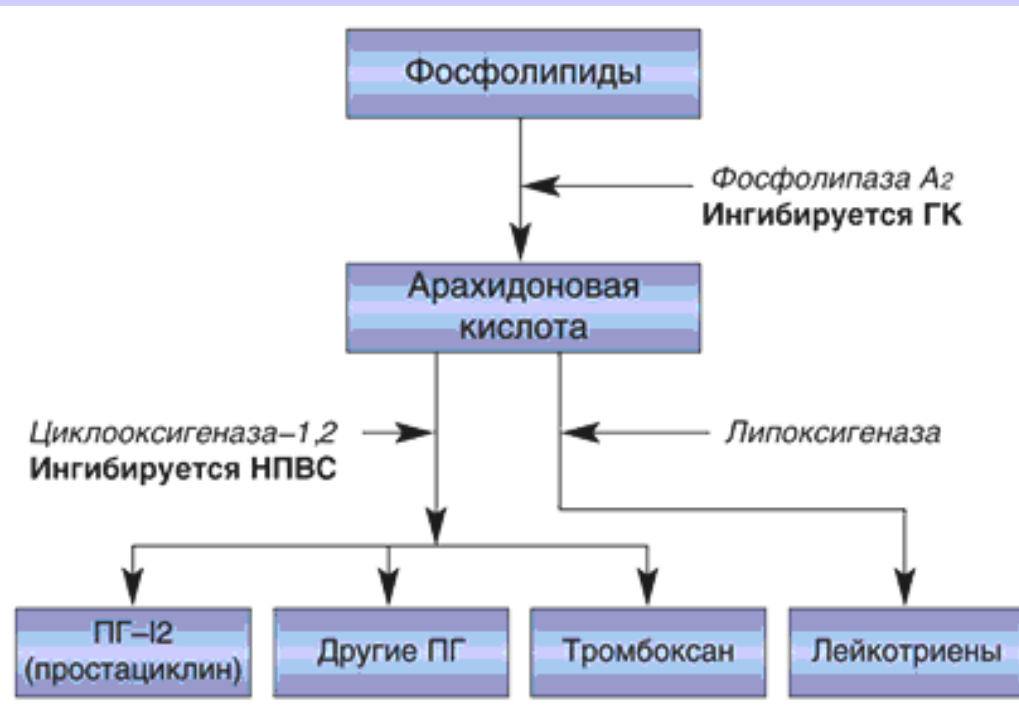 Фосфолипиды
Фосфолипаза А2
Ингибируется ГК
Арахидоновая
кислота
Циклооксигеназа–1,2
Ингибируется НПВС
Липоксигеназа
ПГ–I2
(простациклин)
Другие ПГ
Тромбоксан
Лейкотриены